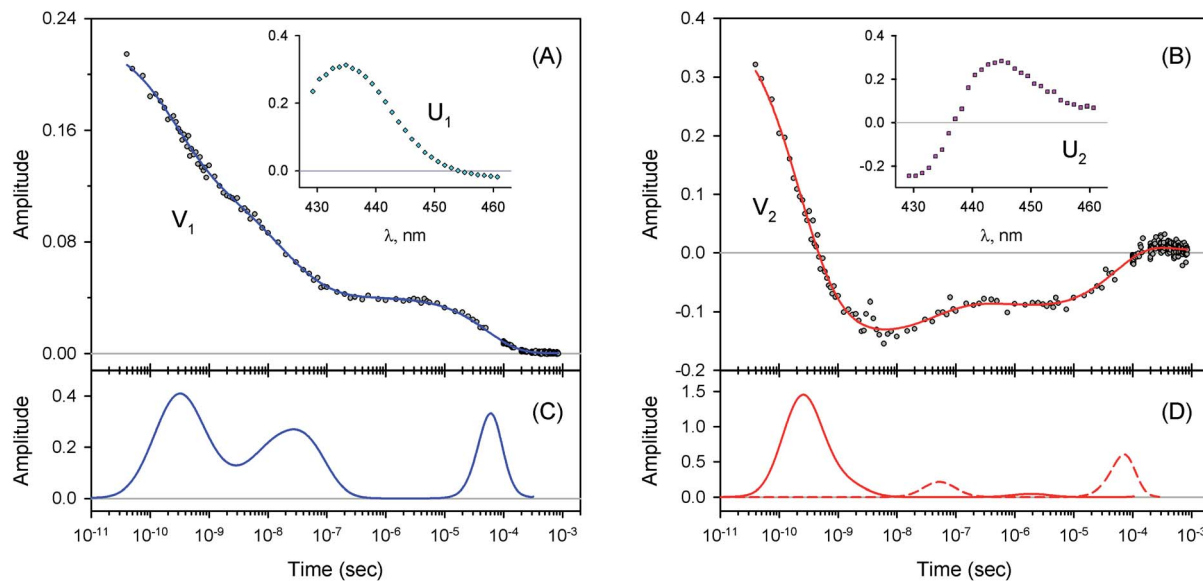 0.24
0.16
0.08
0.00
Amplitude
(A)
V1
0.4
0.2
0.0
430 440 450 460
λ, nm
U1
0.4
0.3
0.2
0.1
0.0
-0.1
-0.2
Amplitude
(B)
V2
0.4
0.2
0.0
-0.2
430 440 450 460
λ, nm
U2
0.4
0.2
0.0
Amplitude
(C)
10-11 10-10 10-9 10-8 10-7 10-6 10-5 10-4 10-3
Time (sec)
1.5
1.0
0.5
0.0
Amplitude
(D)
10-11 10-10 10-9 10-8 10-7 10-6 10-5 10-4 10-3
Time (sec)